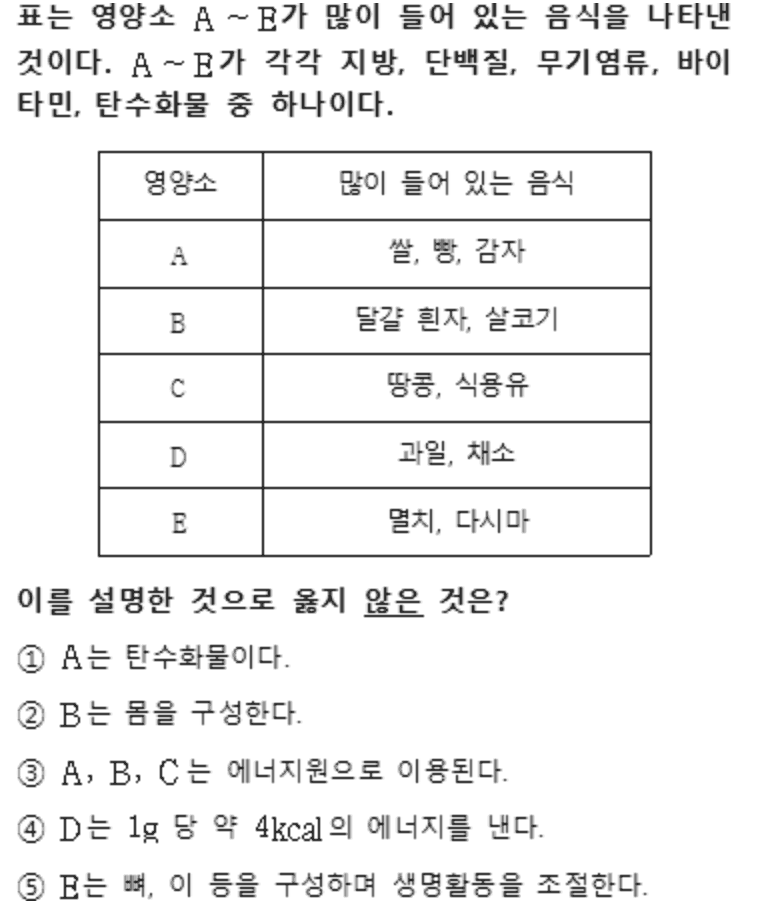 표는 영양소 A ~ E가 많이 들어 있는 음식을 나타낸
것이다. A ~ E가 각각 지방, 단백질, 무기염류, 바이
타민, 탄수화물 중 하나이다.
영양소 많이 들어 있는 음식
A 쌀, 빵, 감자
B 달걀 흰자, 살코기
C 땅콩, 식용유
D 과일, 채소
E 멸치, 다시마
이를 설명한 것으로 옳지 않은 것은?
① A는 탄수화물이다.
② B는 몸을 구성한다.
③ A, B, C는 에너지원으로 이용된다.
④ D는 1g 당 약 4kcal의 에너지를 낸다.
⑤ E는 뼈, 이 등을 구성하며 생명활동을 조절한다.